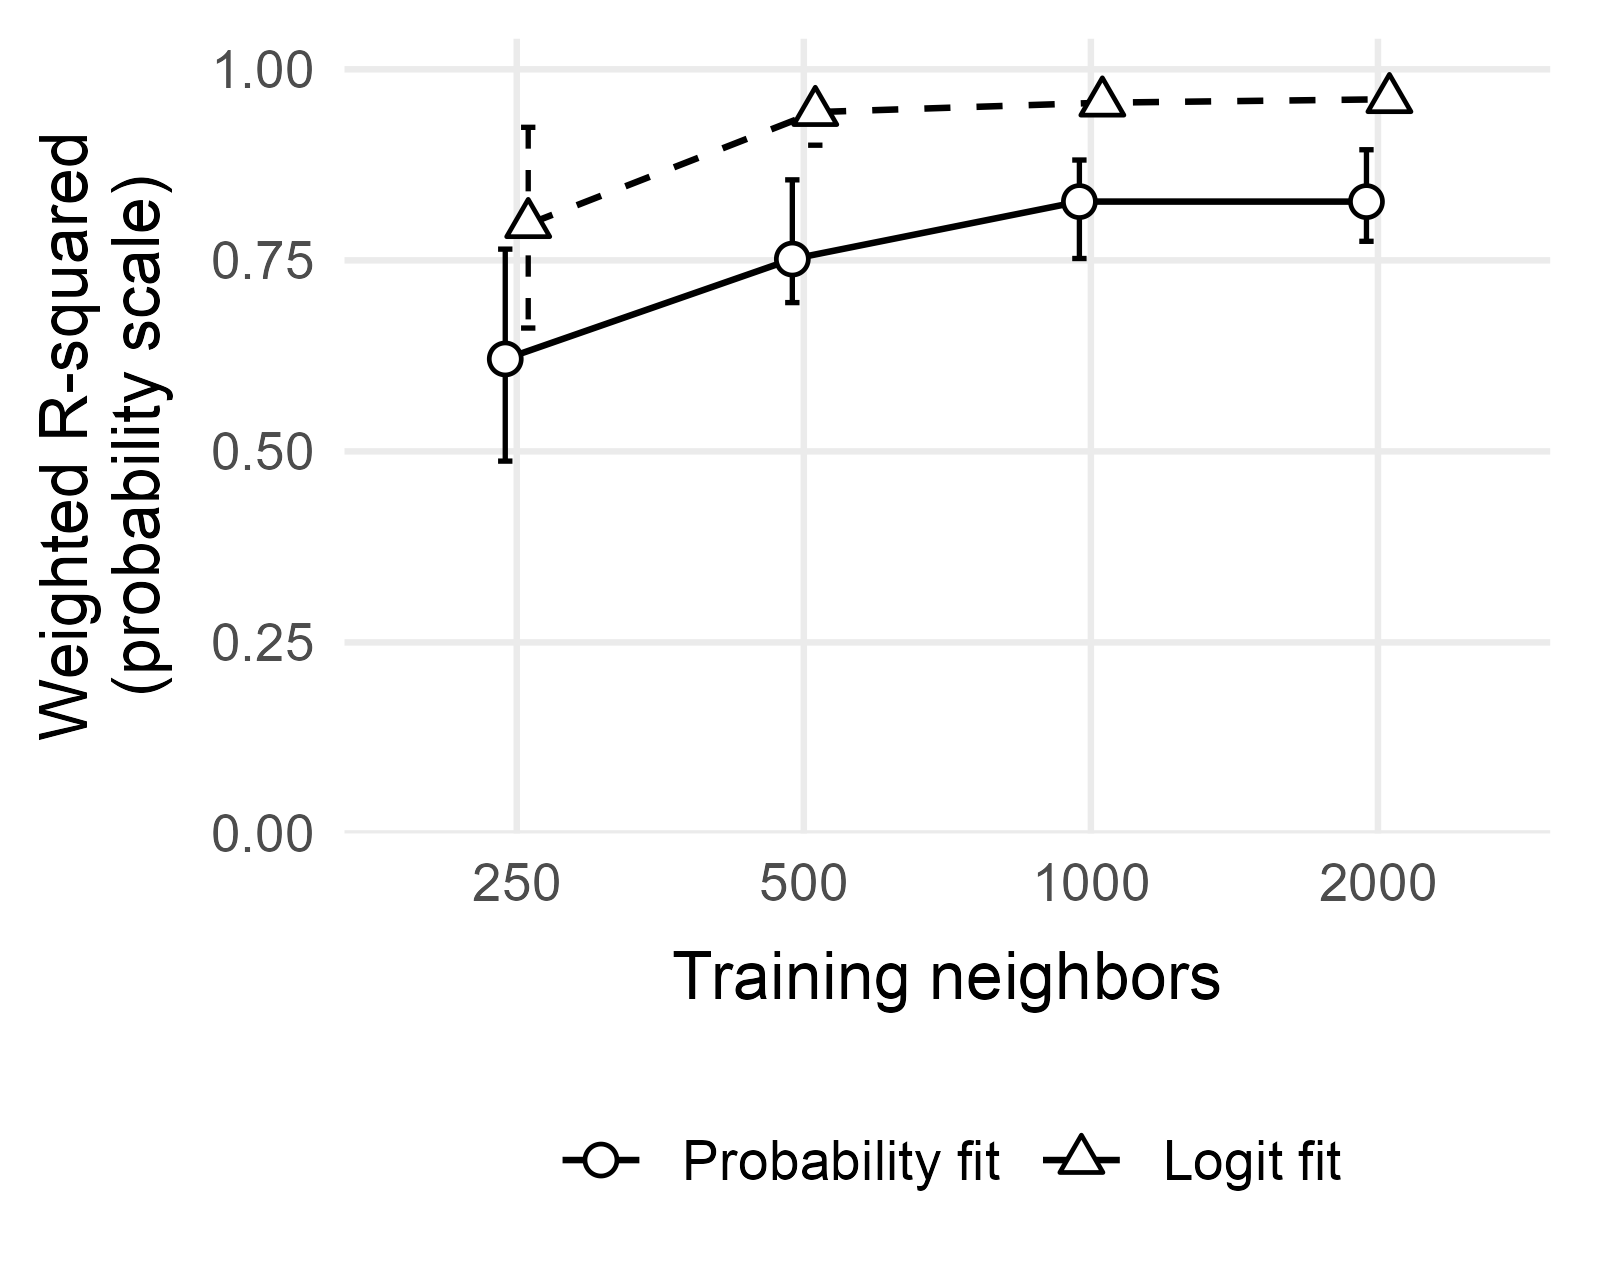 Weighted R-squared
(probability scale)
1.00
0.75
0.50
0.25
0.00
250 500 1000 2000
Training neighbors
Probability fit Logit fit